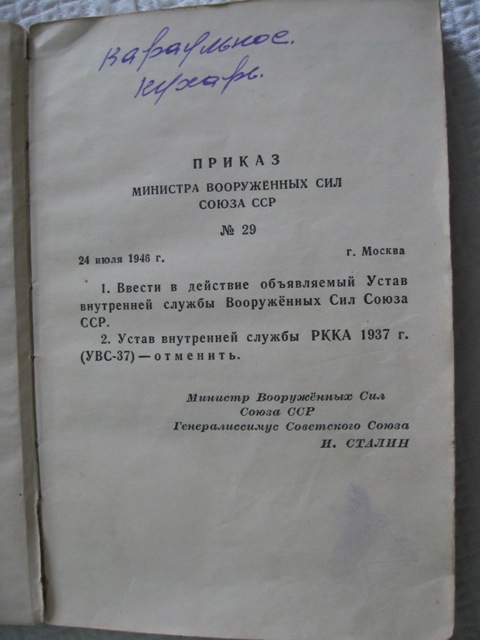 караульное.
кухарь.
ПРИКАЗ
МИНИСТРА ВООРУЖЁННЫХ СИЛ
СОЮЗА ССР
№ 29
24 июля 1946 г. г. Москва
1. Ввести в действие объявляемый Устав
внутренней службы Вооружённых Сил Союза
ССР.
2. Устав внутренней службы РККА 1937 г.
(УВС-37)—отменить.
Министр Вооружённых Сил
Союза ССР
Генералиссимус Советского Союза
И. СТАЛИН